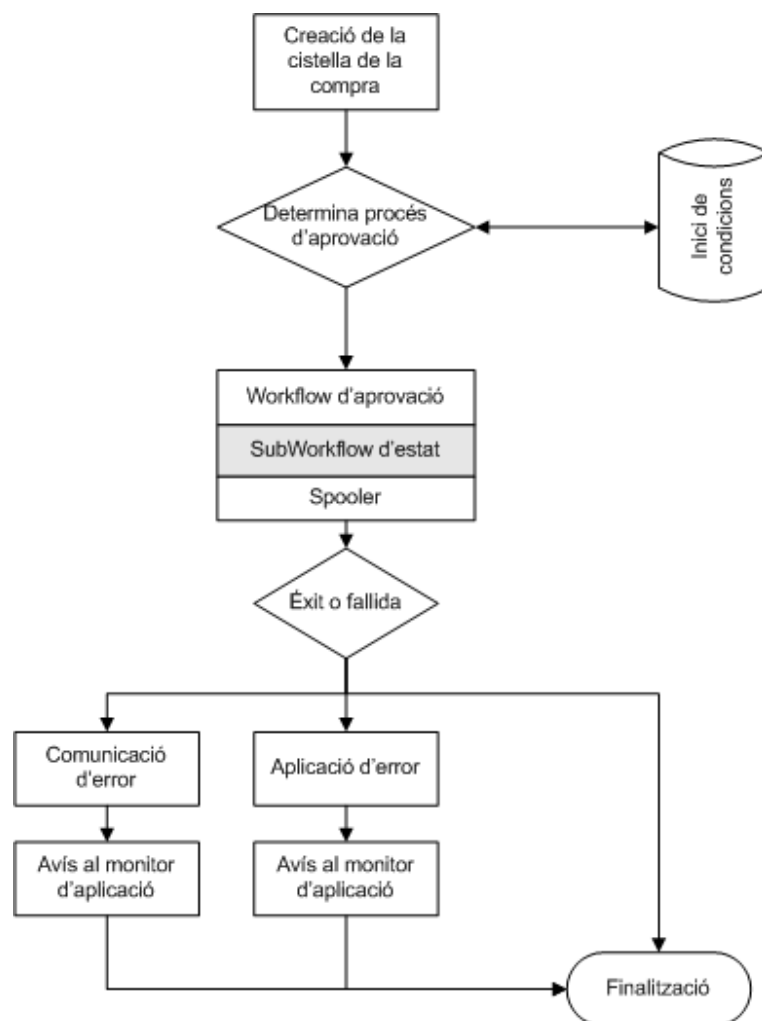 Creació de la
cistella de la
compra
Determina procés
d'aprovació
Inici de
condicions
Workflow d'aprovació
SubWorkflow d'estat
Spooler
Éxit o fallida
Comunicació
d'error
Aplicació d'error
Avís al monitor
d'aplicació
Avís al monitor
d'aplicació
Finalització